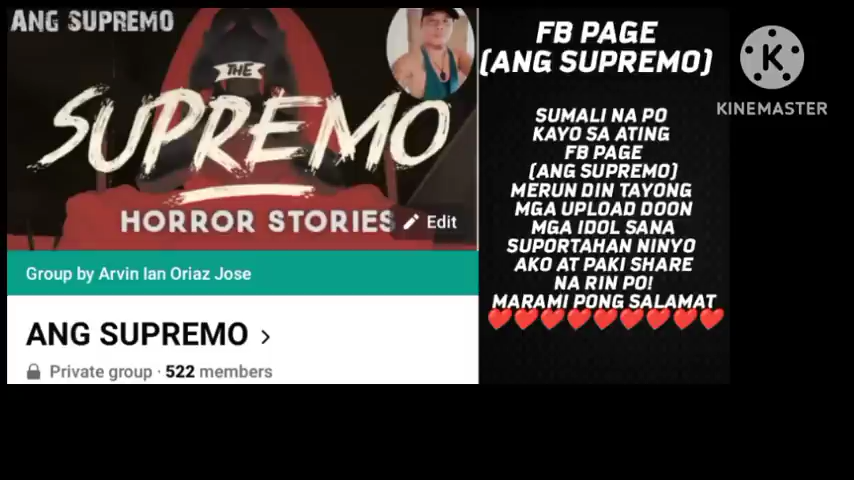 ANG SUPREMO
THE
SUPREMO
HORROR STORIES
Edit
Group by Arvin Ian Oriaz Jose
ANG SUPREMO >
Private group · 522 members
FB PAGE
(ANG SUPREMO)
SUMALI NA PO
KAYO SA ATING
FB PAGE
(ANG SUPREMO)
MERUN DIN TAYONG
MGA UPLOAD DOON
MGA IDOL SANA
SUPORTAHAN NINYO
AKO AT PAKI SHARE
NA RIN PO!
MARAMI PONG SALAMAT
❤️❤️❤️❤️❤️❤️❤️❤️❤️
K
KINEMASTER